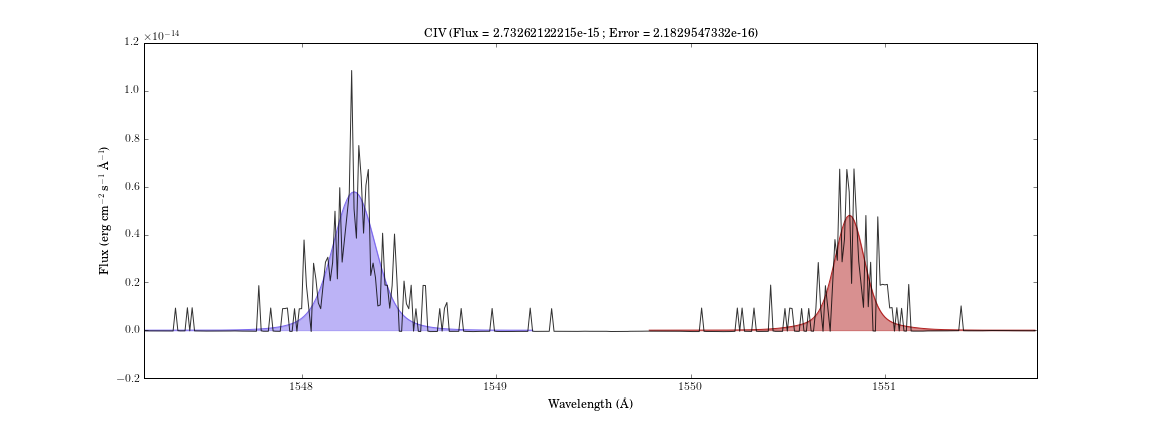 CIV (Flux = 2.73262122215e-15 ; Error = 2.1829547332e-16)
×10⁻¹⁴
1.2
1.0
0.8
0.6
0.4
0.2
0.0
−0.2
Flux (erg cm⁻² s⁻¹ Å⁻¹)
1548 1549 1550 1551
Wavelength (Å)